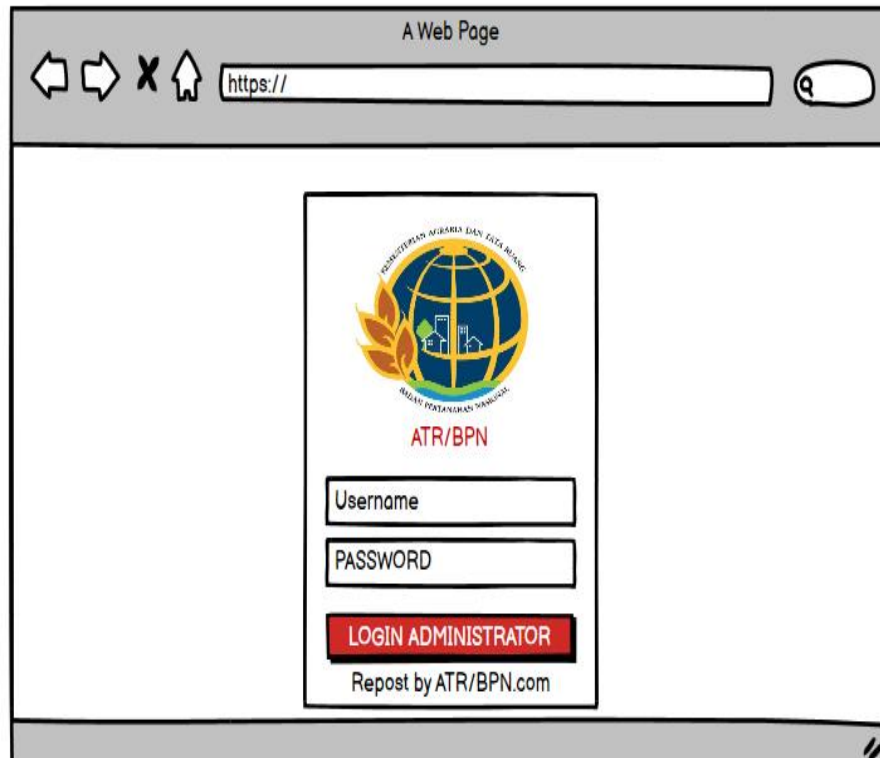 A Web Page
https://
KEMENTERIAN AGRARIA DAN TATA RUANG
BADAN PERTANAHAN NASIONAL
ATR/BPN
Username
PASSWORD
LOGIN ADMINISTRATOR
Repost by ATR/BPN.com